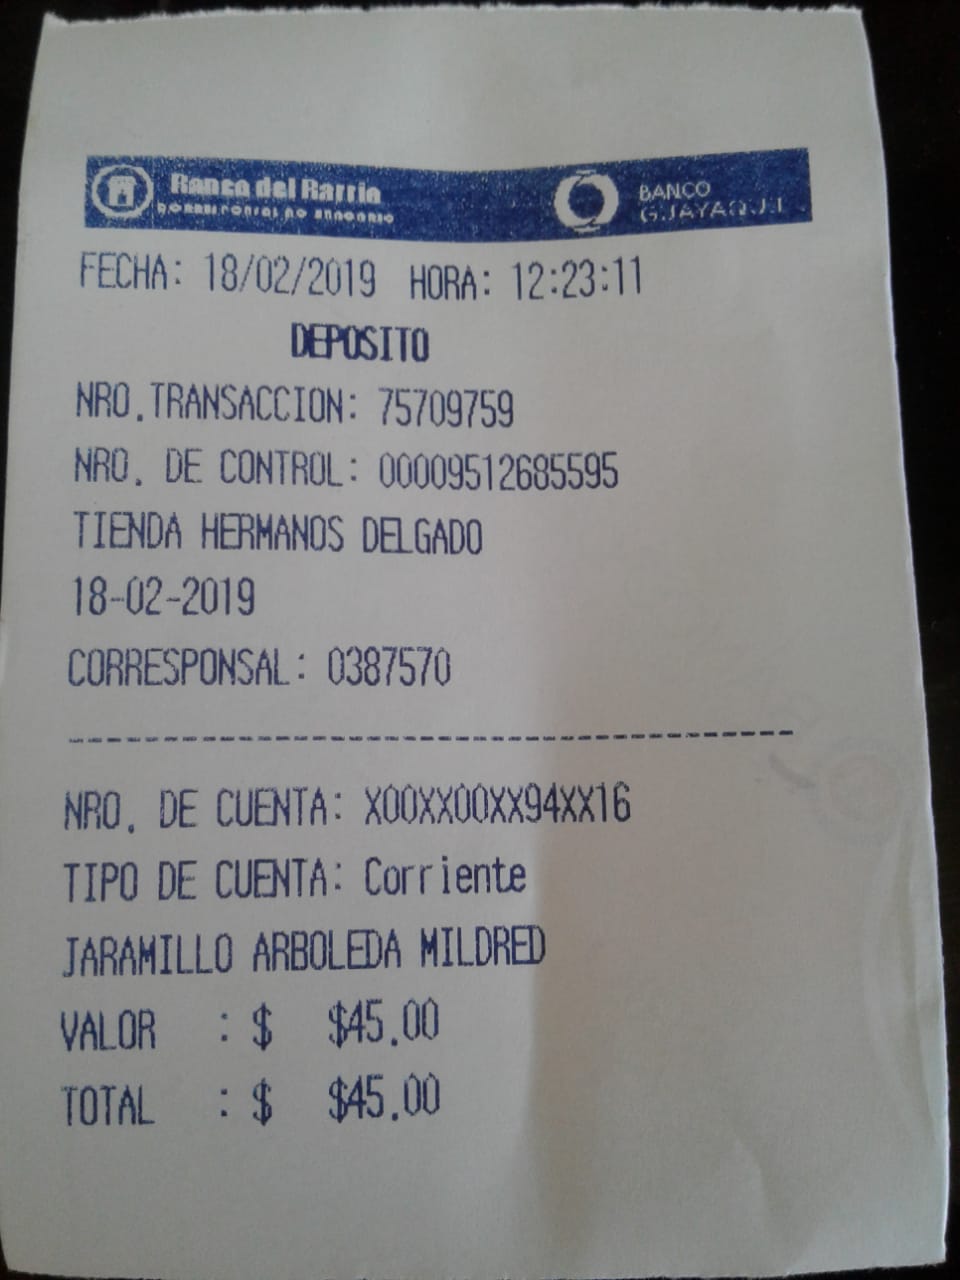 Banco del Barrio
CORRESPONSAL NO BANCARIO
BANCO
GUAYAQUIL
FECHA: 18/02/2019 HORA: 12:23:11
DEPOSITO
NRO.TRANSACCION: 75709759
NRO. DE CONTROL: 00009512685595
TIENDA HERMANOS DELGADO
18-02-2019
CORRESPONSAL: 0387570
NRO. DE CUENTA: X00XX00XX94XX16
TIPO DE CUENTA: Corriente
JARAMILLO ARBOLEDA MILDRED
VALOR : $ $45.00
TOTAL : $ $45.00